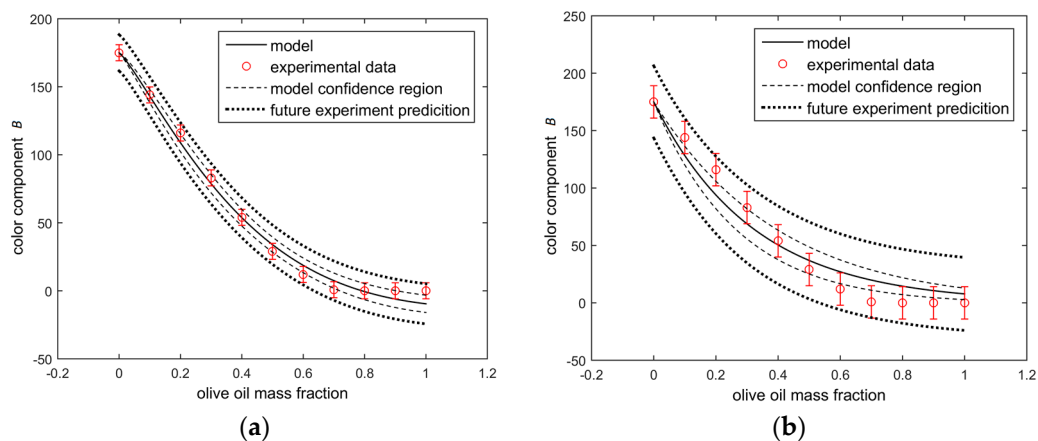 200
150
100
50
0
-50
color component B
-0.2
0
0.2
0.4
0.6
0.8
1
1.2
olive oil mass fraction
model
experimental data
model confidence region
future experiment predicition
(a)
250
200
150
100
50
0
-50
color component B
-0.2
0
0.2
0.4
0.6
0.8
1
1.2
olive oil mass fraction
model
experimental data
model confidence region
future experiment predicition
(b)